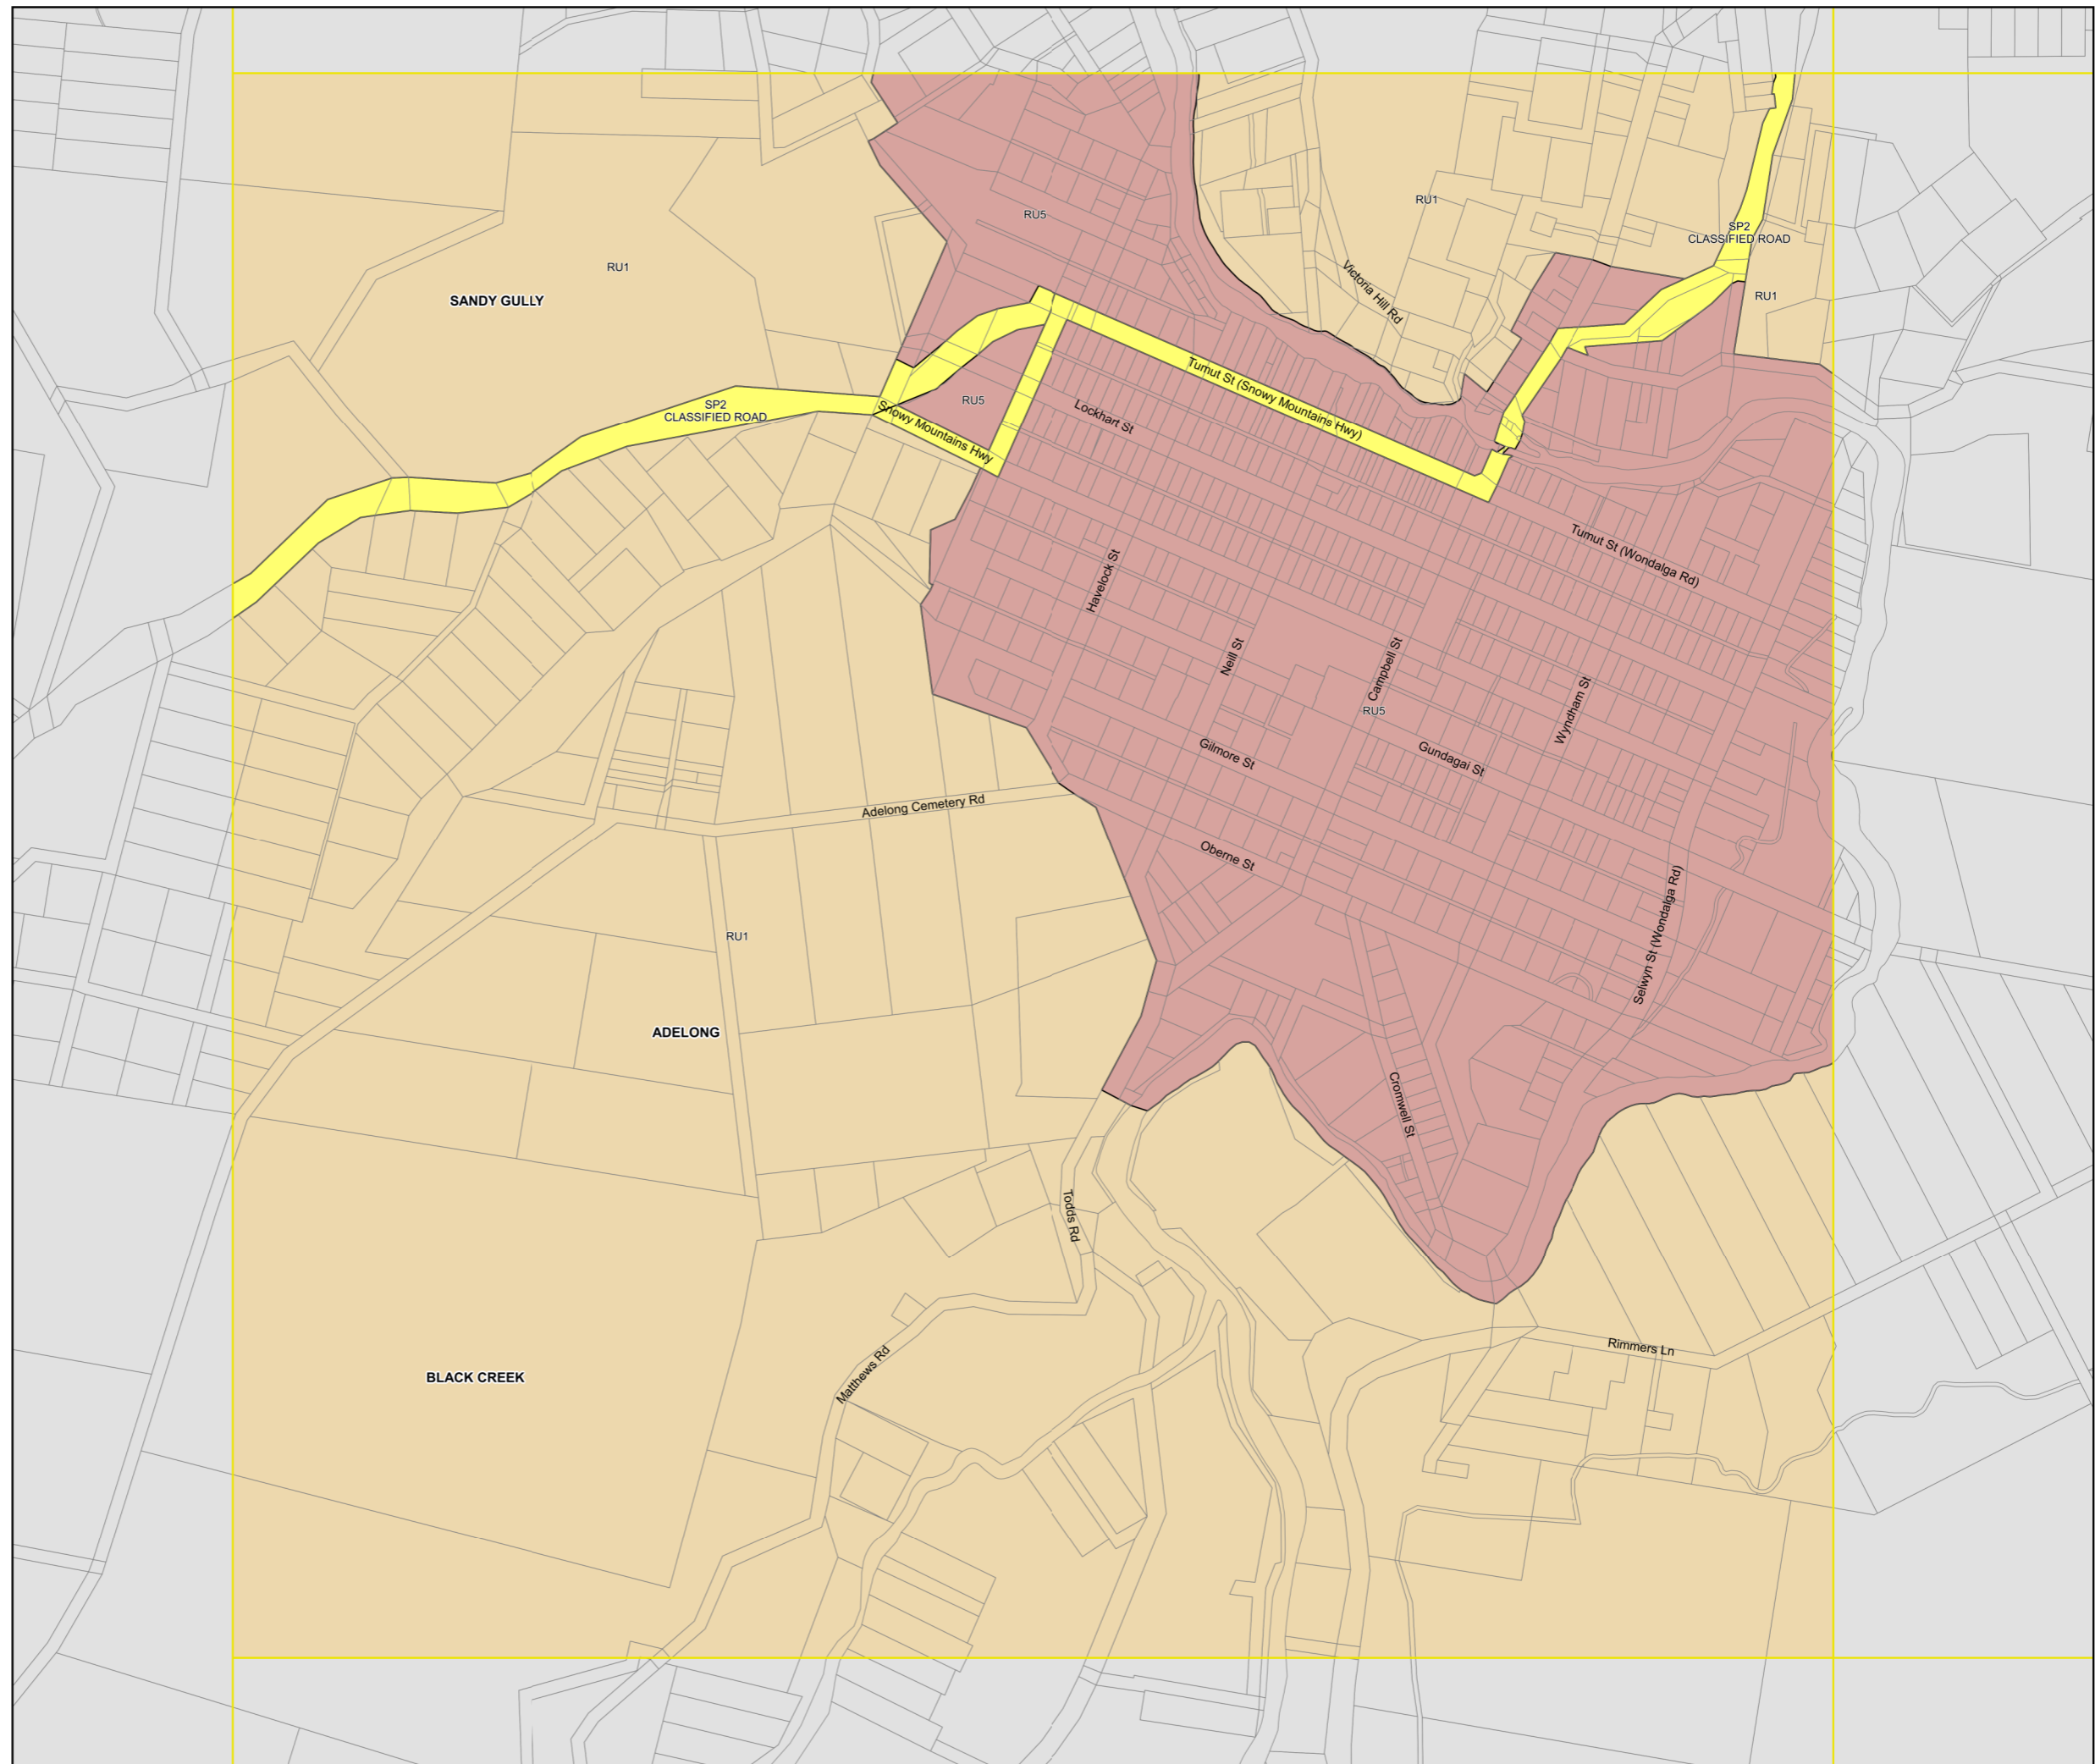 RU1
RU5
SP2
CLASSIFIED ROAD
RU1
SANDY GULLY
Victoria Hill Rd
RU1
Tumut St (Snowy Mountains Hwy)
SP2
CLASSIFIED ROAD
RU5
Snowy Mountains Hwy
Lockhart St
Tumut St (Wondalga Rd)
Havelock St
Neill St
Campbell St
Wyndham St
RU5
Gilmore St
Gundagai St
Adelong Cemetery Rd
Oberne St
Selwyn St (Wondalga Rd)
RU1
ADELONG
Cromwell St
Todds Rd
Rimmers Ln
Matthews Rd
BLACK CREEK